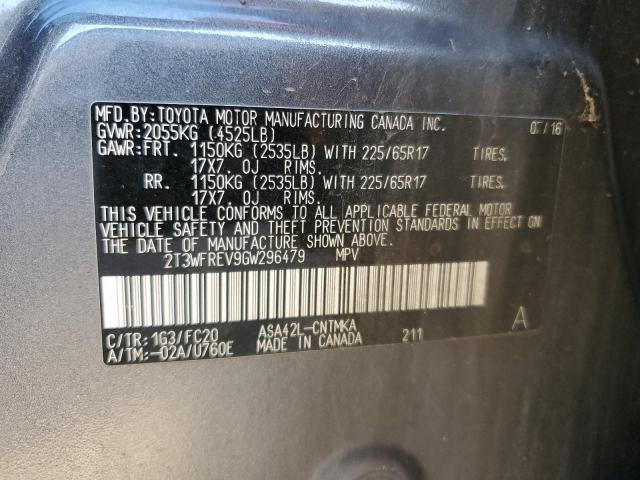 MFD.BY:TOYOTA MOTOR MANUFACTURING CANADA INC.
GVWR:2055KG (4525LB) /16
GAWR:FRT. 1150KG (2535LB) WITH 225/65R17 TIRES.
17X7.0J RIMS.
RR. 1150KG (2535LB) WITH 225/65R17 TIRES.
17X7.0J RIMS.
THIS VEHICLE CONFORMS TO ALL APPLICABLE FEDERAL MOTOR
VEHICLE SAFETY AND THEFT PREVENTION STANDARDS IN EFFECT ON
THE DATE OF MANUFACTURE SHOWN ABOVE.
2T3WFREV9GW296479 MPV
C/TR:1G3/FC20 ASA42L-CNTMKA 211 A
A/TM:-02A/U760E MADE IN CANADA